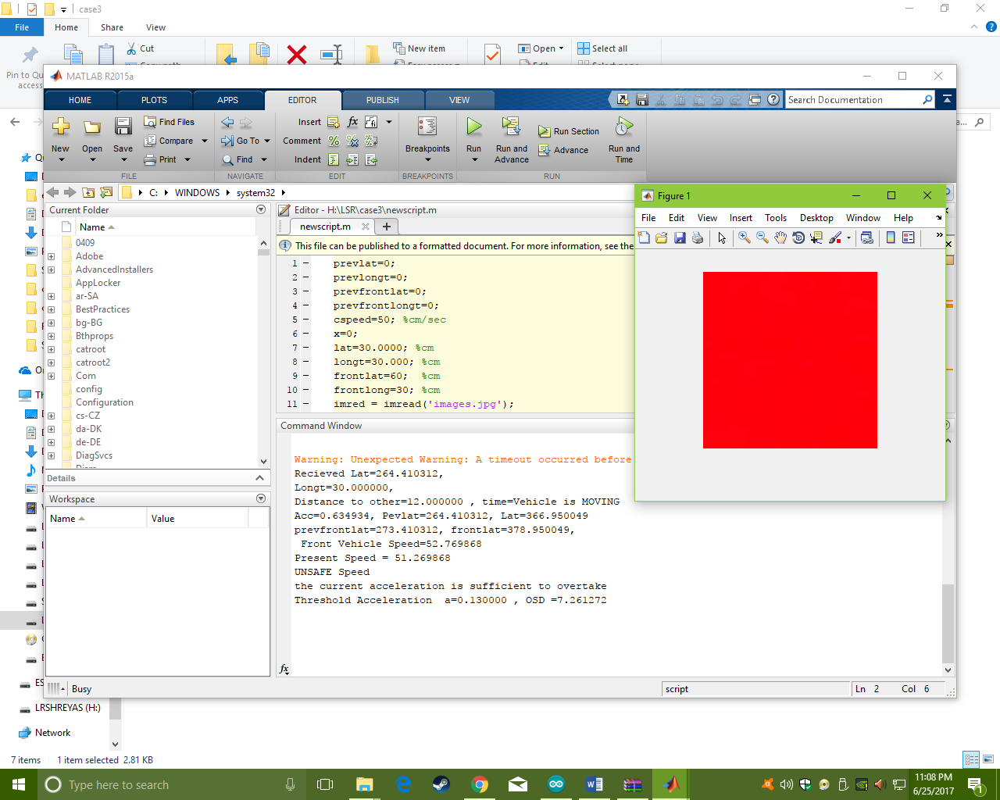 case3
File Home Share View
Cut
New item
Open
Select all
Pin to Qu
access
MATLAB R2015a
HOME PLOTS APPS EDITOR PUBLISH VIEW
Search Documentation
New Open Save
Find Files
Compare
Print
Go To
Find
Insert
Comment
Indent
Breakpoints
Run
Run and
Advance
Run Section
Advance
Run and
Time
FILE NAVIGATE EDIT BREAKPOINTS RUN
C: WINDOWS system32
Current Folder
Name
0409
Adobe
AdvancedInstallers
AppLocker
ar-SA
BestPractices
bg-BG
Bthprops
catroot
catroot2
Com
config
Configuration
cs-CZ
da-DK
de-DE
DiagSvcs
Details
Workspace
Name Value
Editor - H:\LSR\case3\newscript.m
newscript.m
This file can be published to a formatted document. For more information, see the
1 prevlat=0;
2 prevlongt=0;
3 prevfrontlat=0;
4 prevfrontlongt=0;
5 cspeed=50; %cm/sec
6 x=0;
7 lat=30.0000; %cm
8 longt=30.000; %cm
9 frontlat=60; %cm
10 frontlong=30; %cm
11 imred = imread('images.jpg');
Command Window
Warning: Unexpected Warning: A timeout occurred before
Recieved Lat=264.410312,
Longt=30.000000,
Distance to other=12.000000 , time=Vehicle is MOVING
Acc=0.634934, Pevlat=264.410312, Lat=366.950049
prevfrontlat=273.410312, frontlat=378.950049,
Front Vehicle Speed=52.769868
Present Speed = 51.269868
UNSAFE Speed
the current acceleration is sufficient to overtake
Threshold Acceleration a=0.130000 , OSD =7.261272
fx
Figure 1
File Edit View Insert Tools Desktop Window Help
Busy
script
Ln 2 Col 6
LRSHREYAS (H:)
Network
7 items 1 item selected 2.81 KB
Type here to search
11:08 PM
6/25/2017